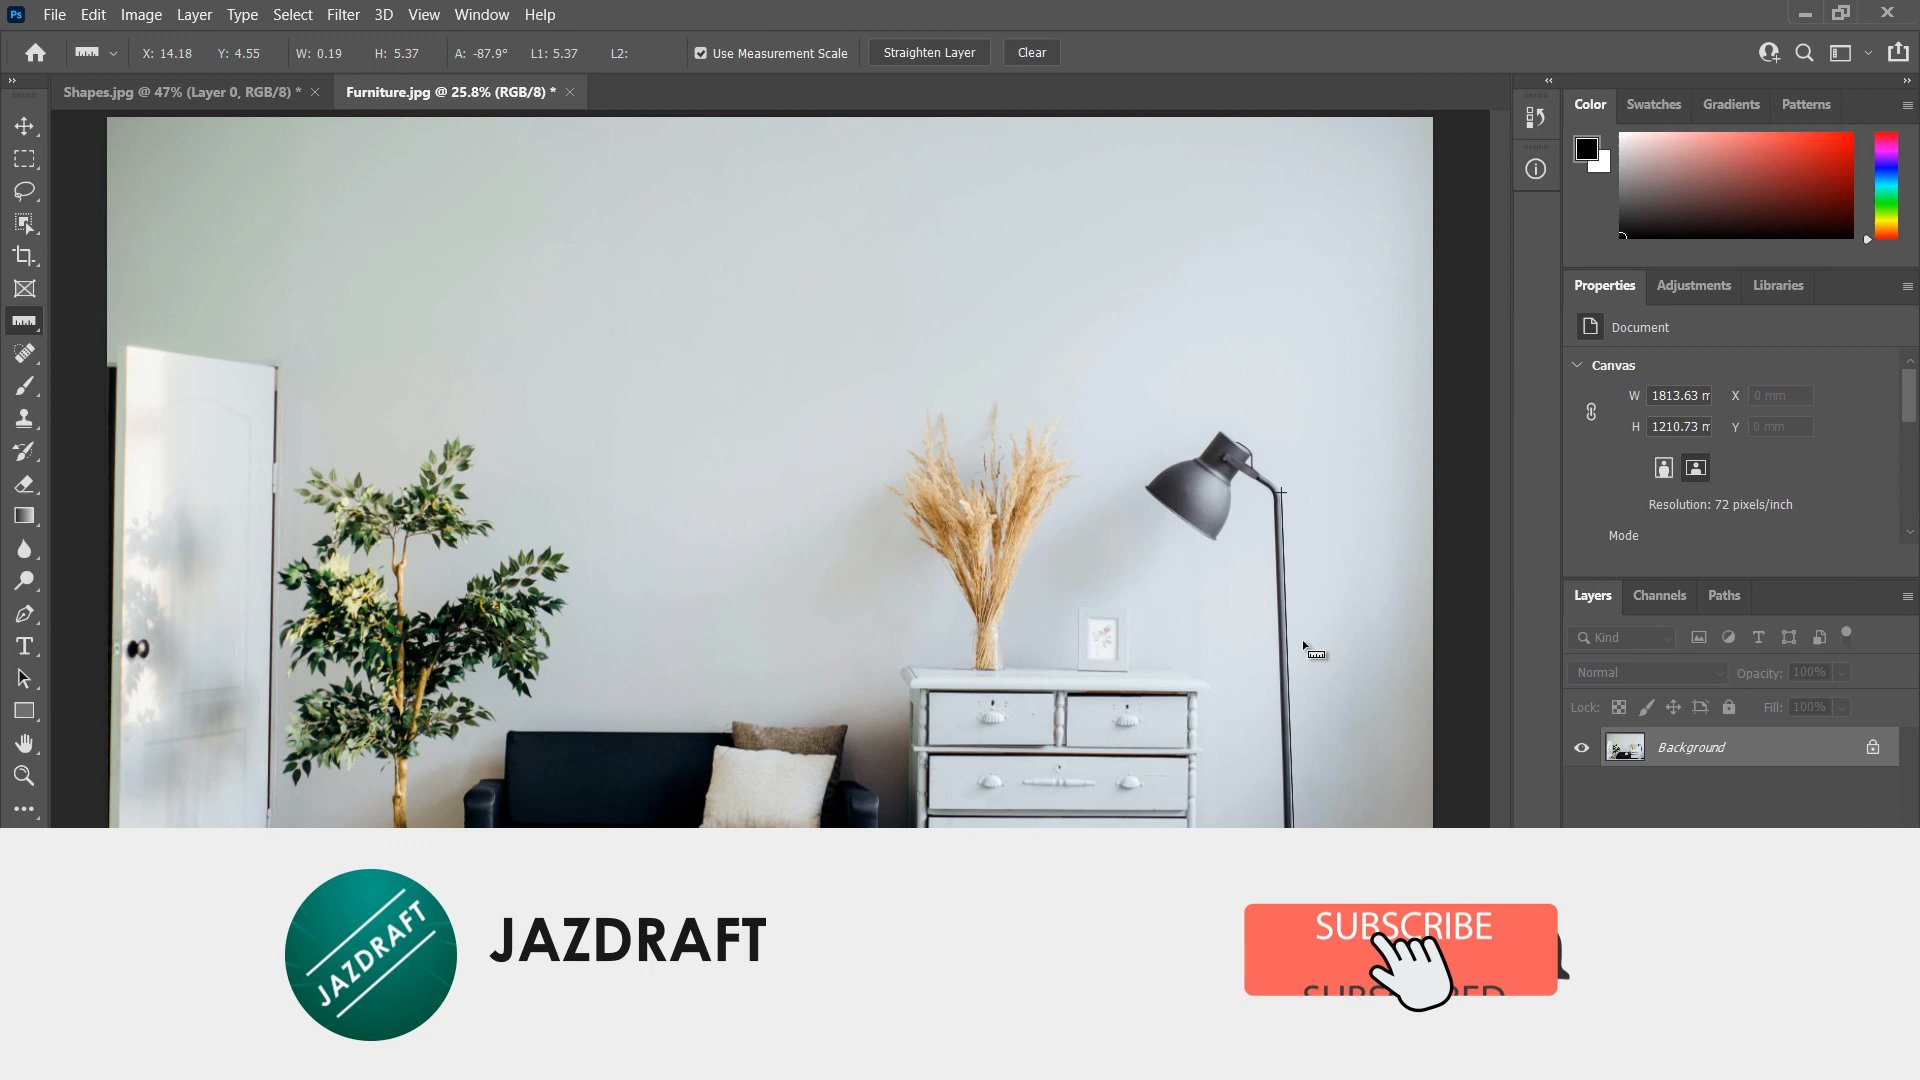 Ps File Edit Image Layer Type Select Filter 3D View Window Help
X: 14.18 Y: 4.55 W: 0.19 H: 5.37 A: -87.9° L1: 5.37 L2: Use Measurement Scale Straighten Layer Clear
Shapes.jpg @ 47% (Layer 0, RGB/8) * Furniture.jpg @ 25.8% (RGB/8) *
Color Swatches Gradients Patterns
Properties Adjustments Libraries
Document
Canvas
W 1813.63 m X 0 mm
H 1210.73 m Y 0 mm
Resolution: 72 pixels/inch
Mode
Layers Channels Paths
Kind
Normal Opacity: 100%
Lock: Fill: 100%
Background
JAZDRAFT
JAZDRAFT
SUBSCRIBE